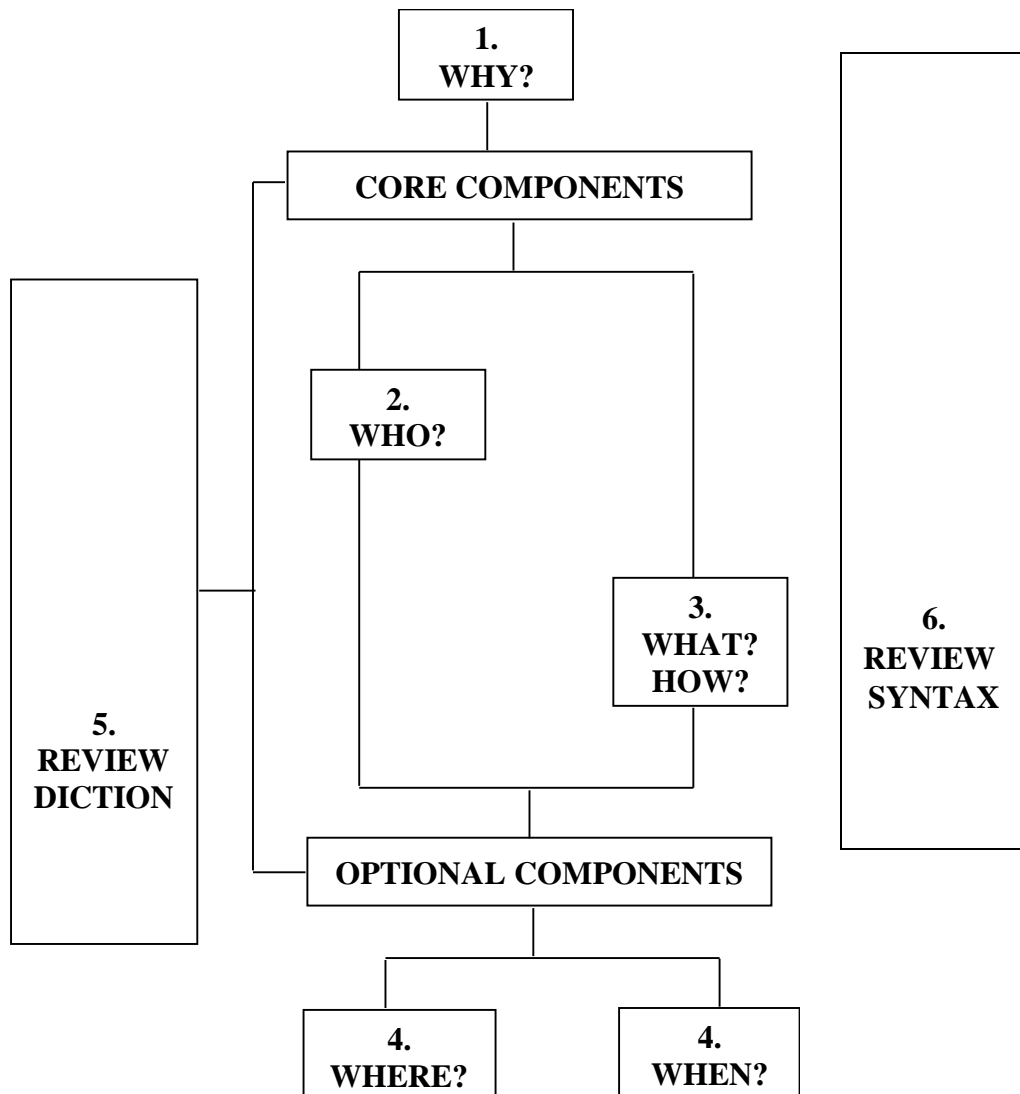 1.
WHY?
CORE COMPONENTS
2.
WHO?
3.
WHAT?
HOW?
6.
REVIEW
SYNTAX
5.
REVIEW
DICTION
OPTIONAL COMPONENTS
4.
WHERE?
4.
WHEN?